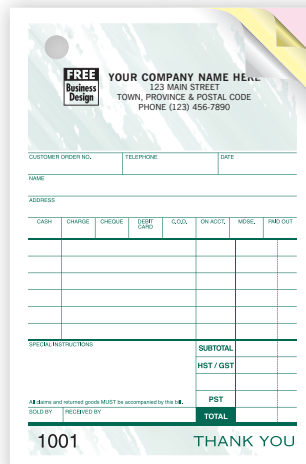 FREE
Business
Design
YOUR COMPANY NAME HERE
123 MAIN STREET
TOWN, PROVINCE & POSTAL CODE
PHONE (123) 456-7890
CUSTOMER ORDER NO. TELEPHONE DATE
NAME
ADDRESS
CASH CHARGE CHEQUE DEBIT CARD C.O.D. ON ACCT. MDSE. PAID OUT
SPECIAL INSTRUCTIONS
SUBTOTAL
HST / GST
PST
All claims and returned goods MUST be accompanied by this bill.
SOLD BY RECEIVED BY TOTAL
1001 THANK YOU